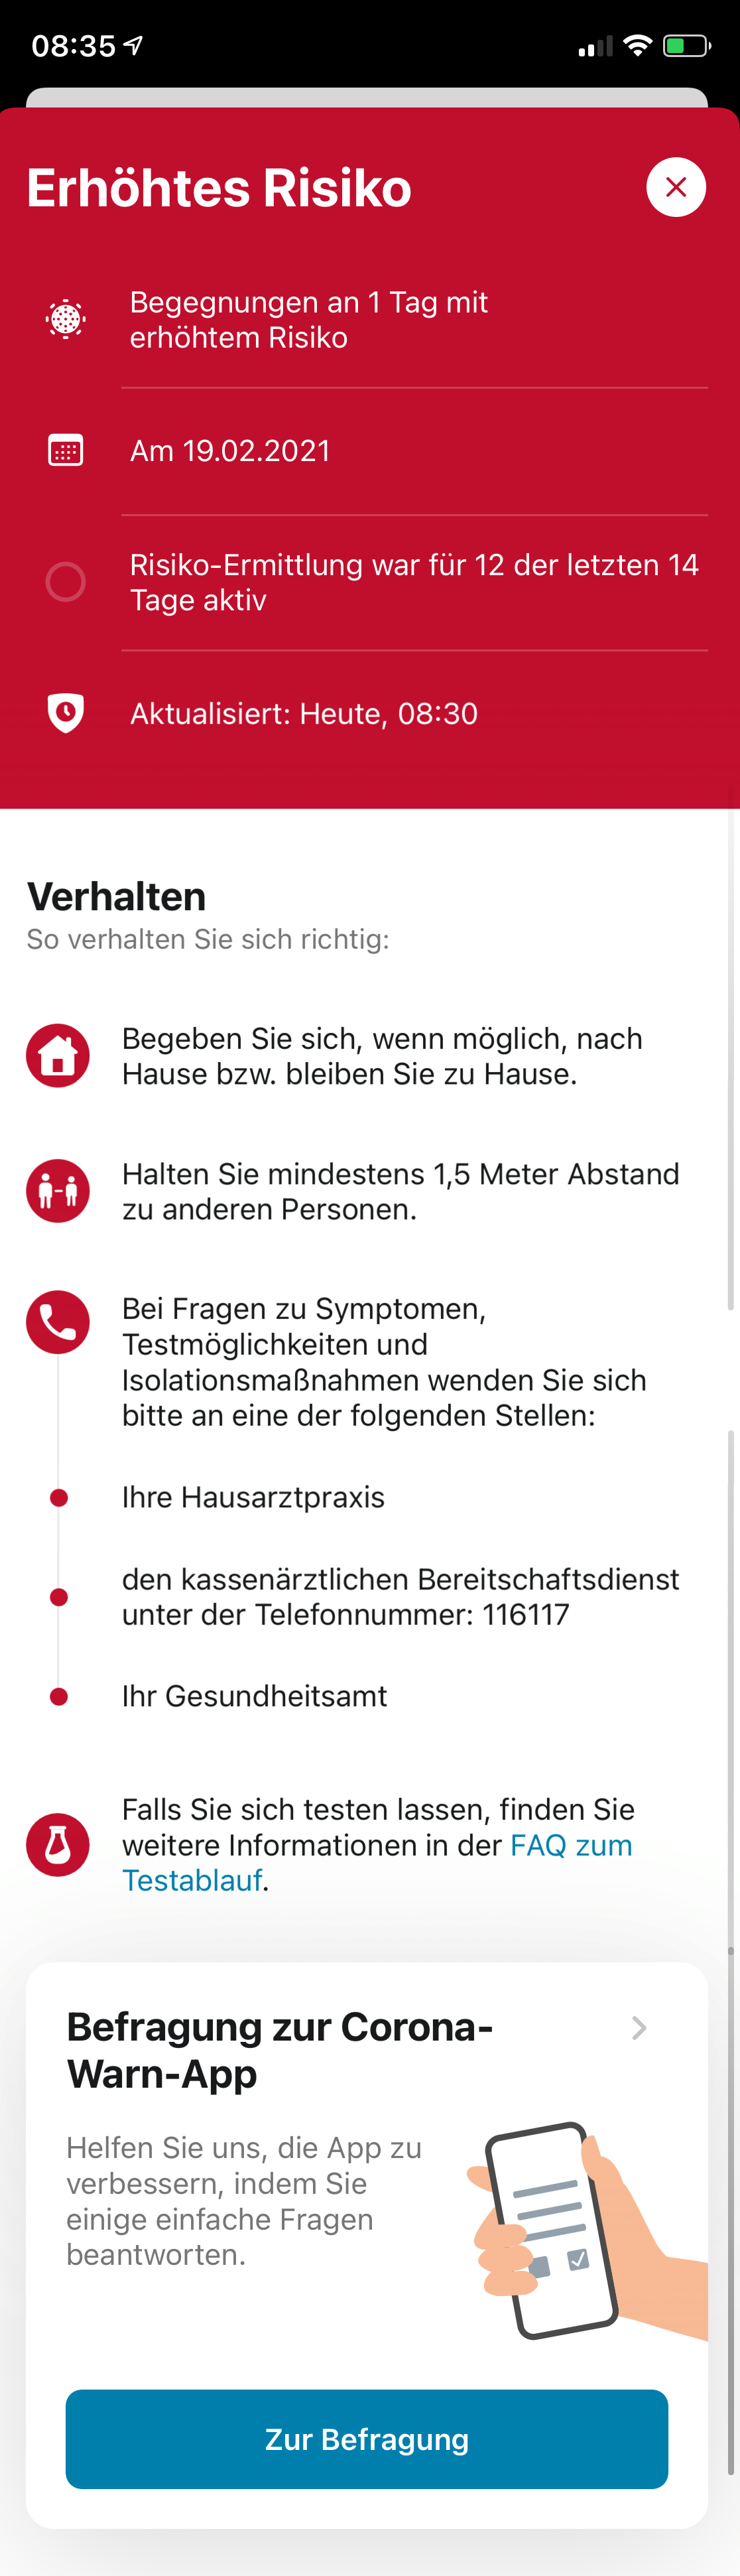 08:35
Erhöhtes Risiko
Begegnungen an 1 Tag mit
erhöhtem Risiko
Am 19.02.2021
Risiko-Ermittlung war für 12 der letzten 14
Tage aktiv
Aktualisiert: Heute, 08:30
Verhalten
So verhalten Sie sich richtig:
Begeben Sie sich, wenn möglich, nach
Hause bzw. bleiben Sie zu Hause.
Halten Sie mindestens 1,5 Meter Abstand
zu anderen Personen.
Bei Fragen zu Symptomen,
Testmöglichkeiten und
Isolationsmaßnahmen wenden Sie sich
bitte an eine der folgenden Stellen:
Ihre Hausarztpraxis
den kassenärztlichen Bereitschaftsdienst
unter der Telefonnummer: 116117
Ihr Gesundheitsamt
Falls Sie sich testen lassen, finden Sie
weitere Informationen in der FAQ zum
Testablauf.
Befragung zur Corona-
Warn-App
Helfen Sie uns, die App zu
verbessern, indem Sie
einige einfache Fragen
beantworten.
Zur Befragung